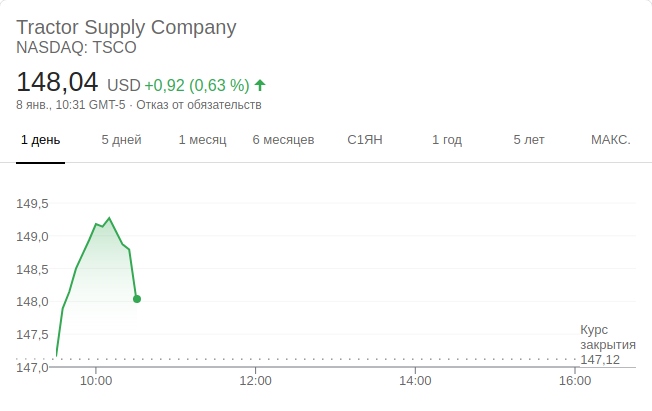 Tractor Supply Company
NASDAQ: TSCO
148,04 USD +0,92 (0,63 %)
8 янв., 10:31 GMT-5 · Отказ от обязательств
1 день 5 дней 1 месяц 6 месяцев С1ЯН 1 год 5 лет МАКС.
149,5
149,0
148,5
148,0
147,5
147,0
Курс
закрытия
147,12
10:00 12:00 14:00 16:00